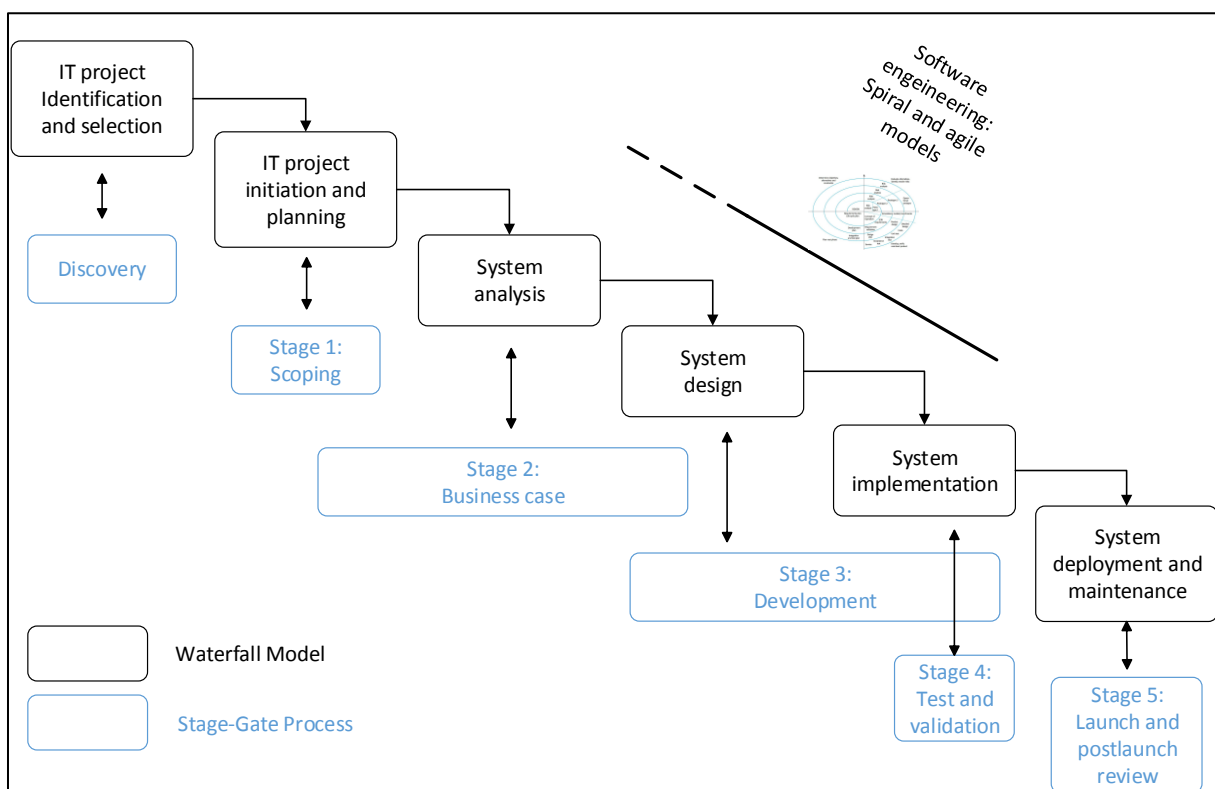 IT project
Identification
and selection
Software
engeineering:
Spiral and agile
models
IT project
initiation and
planning
Discovery
System
analysis
Stage 1:
Scoping
System
design
Stage 2:
Business case
System
implementation
System
deployment and
maintenance
Stage 3:
Development
Waterfall Model
Stage 4:
Test and
validation
Stage 5:
Launch and
postlaunch
review
Stage-Gate Process